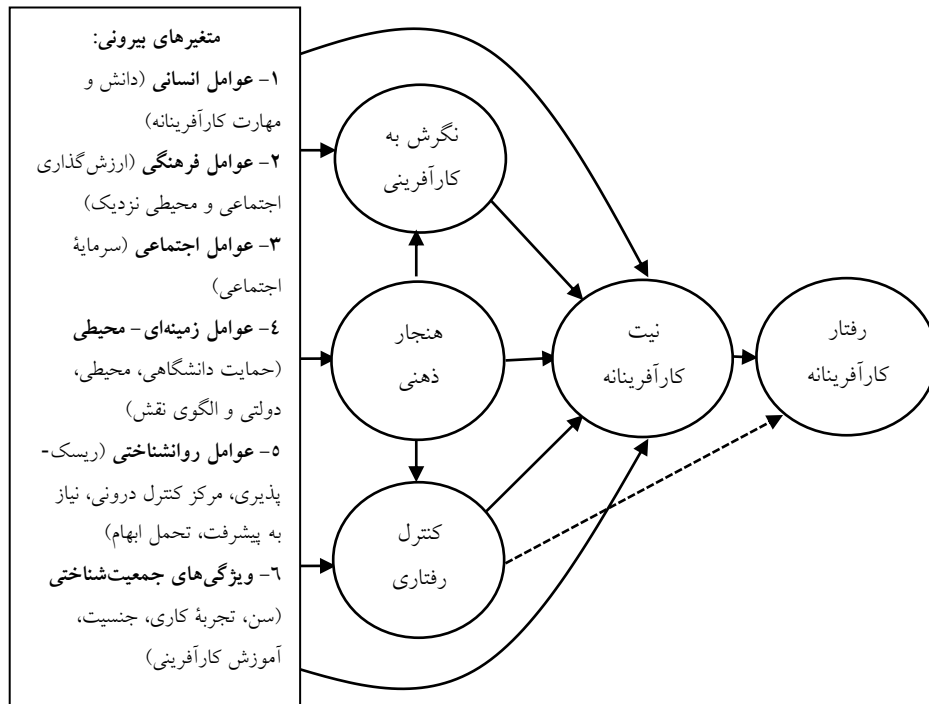 متغیرهای بیرونی:
۱- عوامل انسانی (دانش و
مهارت کارآفرینانه)
۲- عوامل فرهنگی (ارزش‌گذاری
اجتماعی و محیطی نزدیک)
۳- عوامل اجتماعی (سرمایۀ
اجتماعی)
٤- عوامل زمینه‌ای- محیطی
(حمایت دانشگاهی، محیطی،
دولتی و الگوی نقش)
٥- عوامل روانشناختی (ریسک-
پذیری، مرکز کنترل درونی، نیاز
به پیشرفت، تحمل ابهام)
٦- ویژگی‌های جمعیت‌شناختی
(سن، تجربۀ کاری، جنسیت،
آموزش کارآفرینی)
نگرش به
کارآفرینی
هنجار
ذهنی
کنترل
رفتاری
نیت
کارآفرینانه
رفتار
کارآفرینانه